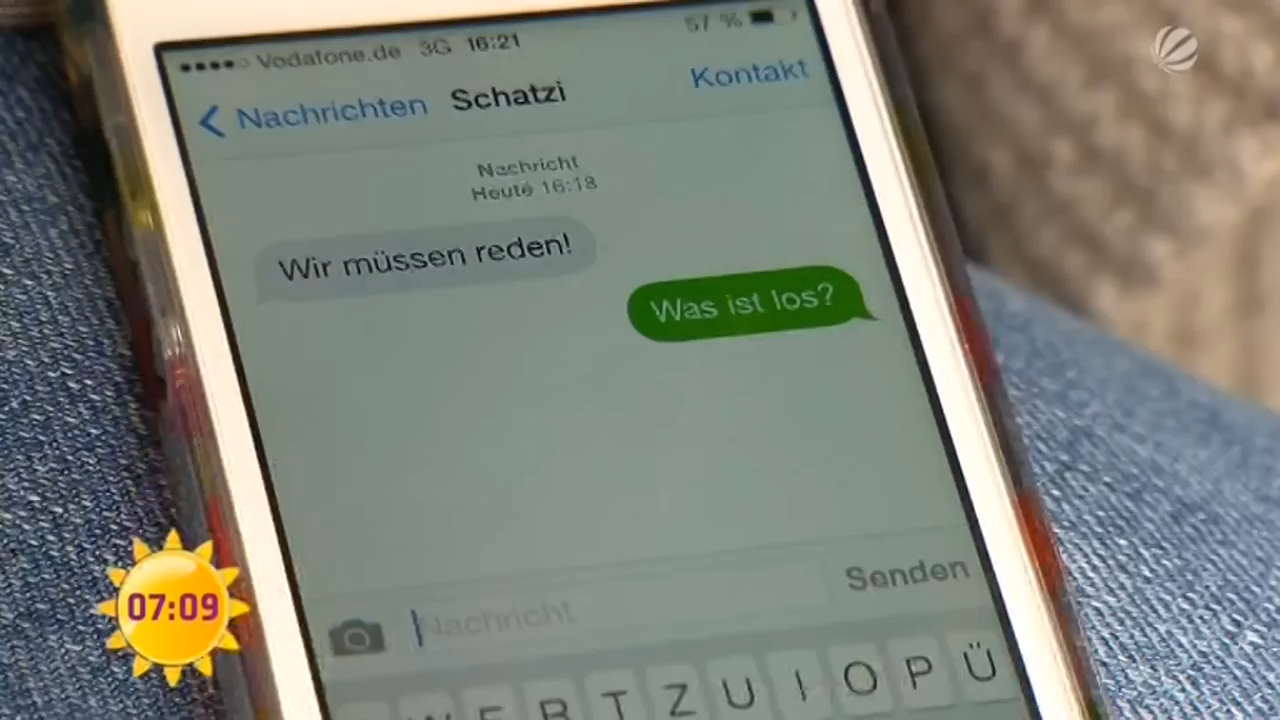 Vodafone.de 3G 16:21 57 %
Nachrichten Schatzi Kontakt
Nachricht
Heute 16:18
Wir müssen reden!
Was ist los?
Nachricht Senden
W E R T Z U I O P Ü
07:09